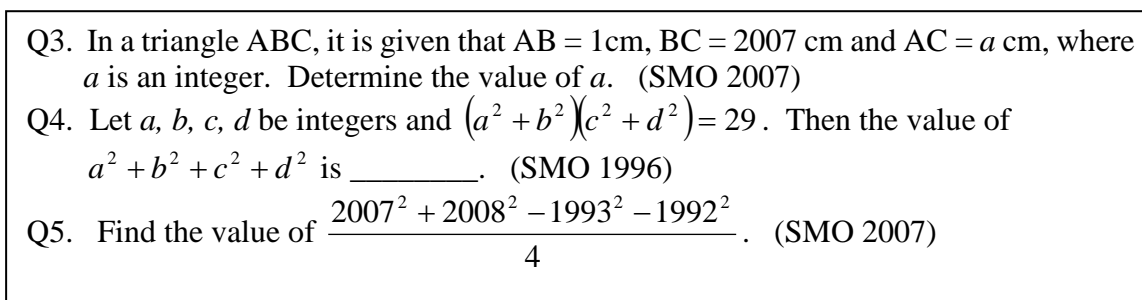 Q3. In a triangle ABC, it is given that AB = 1cm, BC = 2007 cm and AC = a cm, where
a is an integer. Determine the value of a. (SMO 2007)
Q4. Let a, b, c, d be integers and (a² + b²)(c² + d²) = 29. Then the value of
a² + b² + c² + d² is ________. (SMO 1996)
Q5. Find the value of (2007² + 2008² − 1993² − 1992²)/4. (SMO 2007)